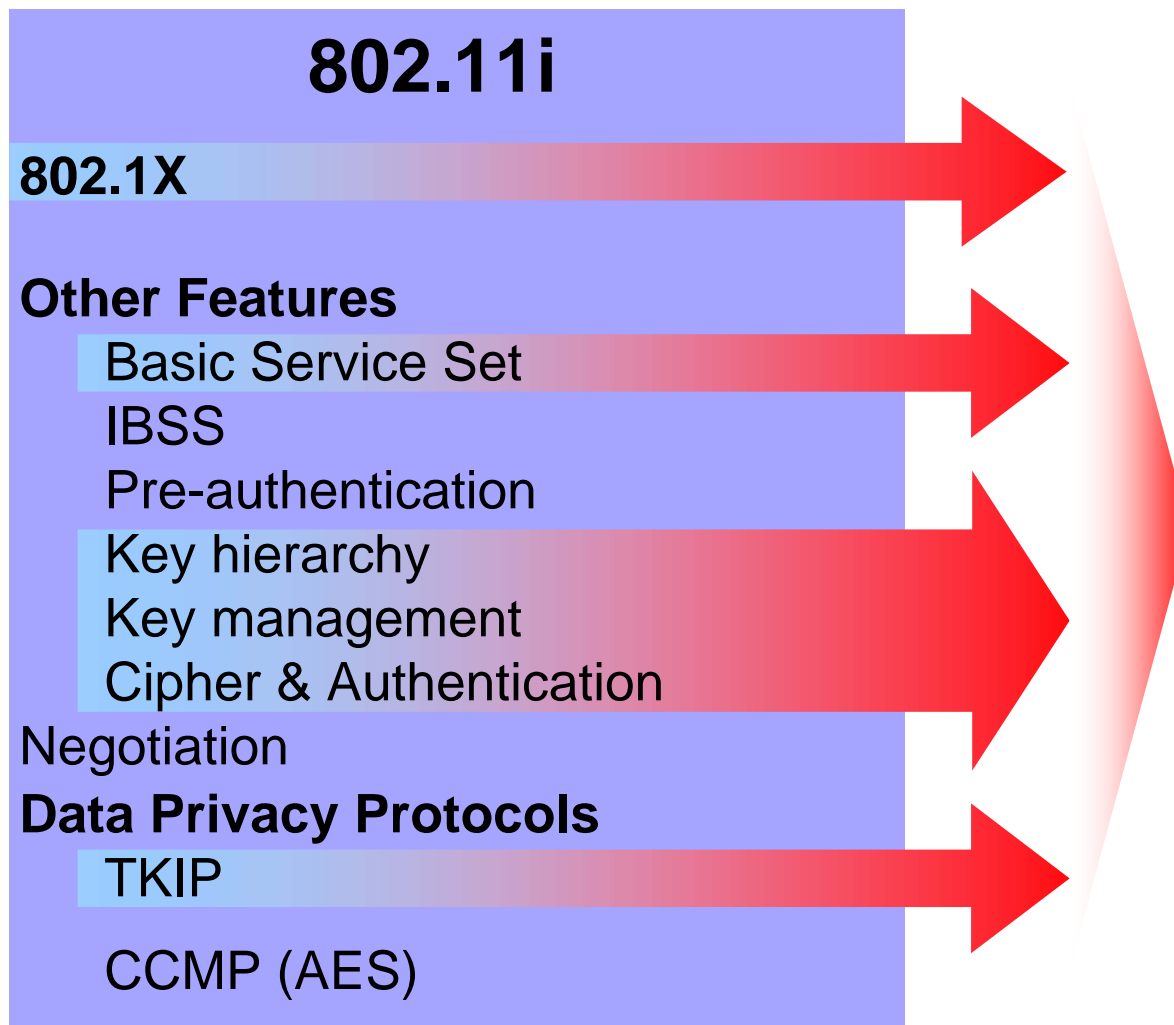 802.11i
802.1X
Other Features
Basic Service Set
IBSS
Pre-authentication
Key hierarchy
Key management
Cipher & Authentication
Negotiation
Data Privacy Protocols
TKIP
CCMP (AES)